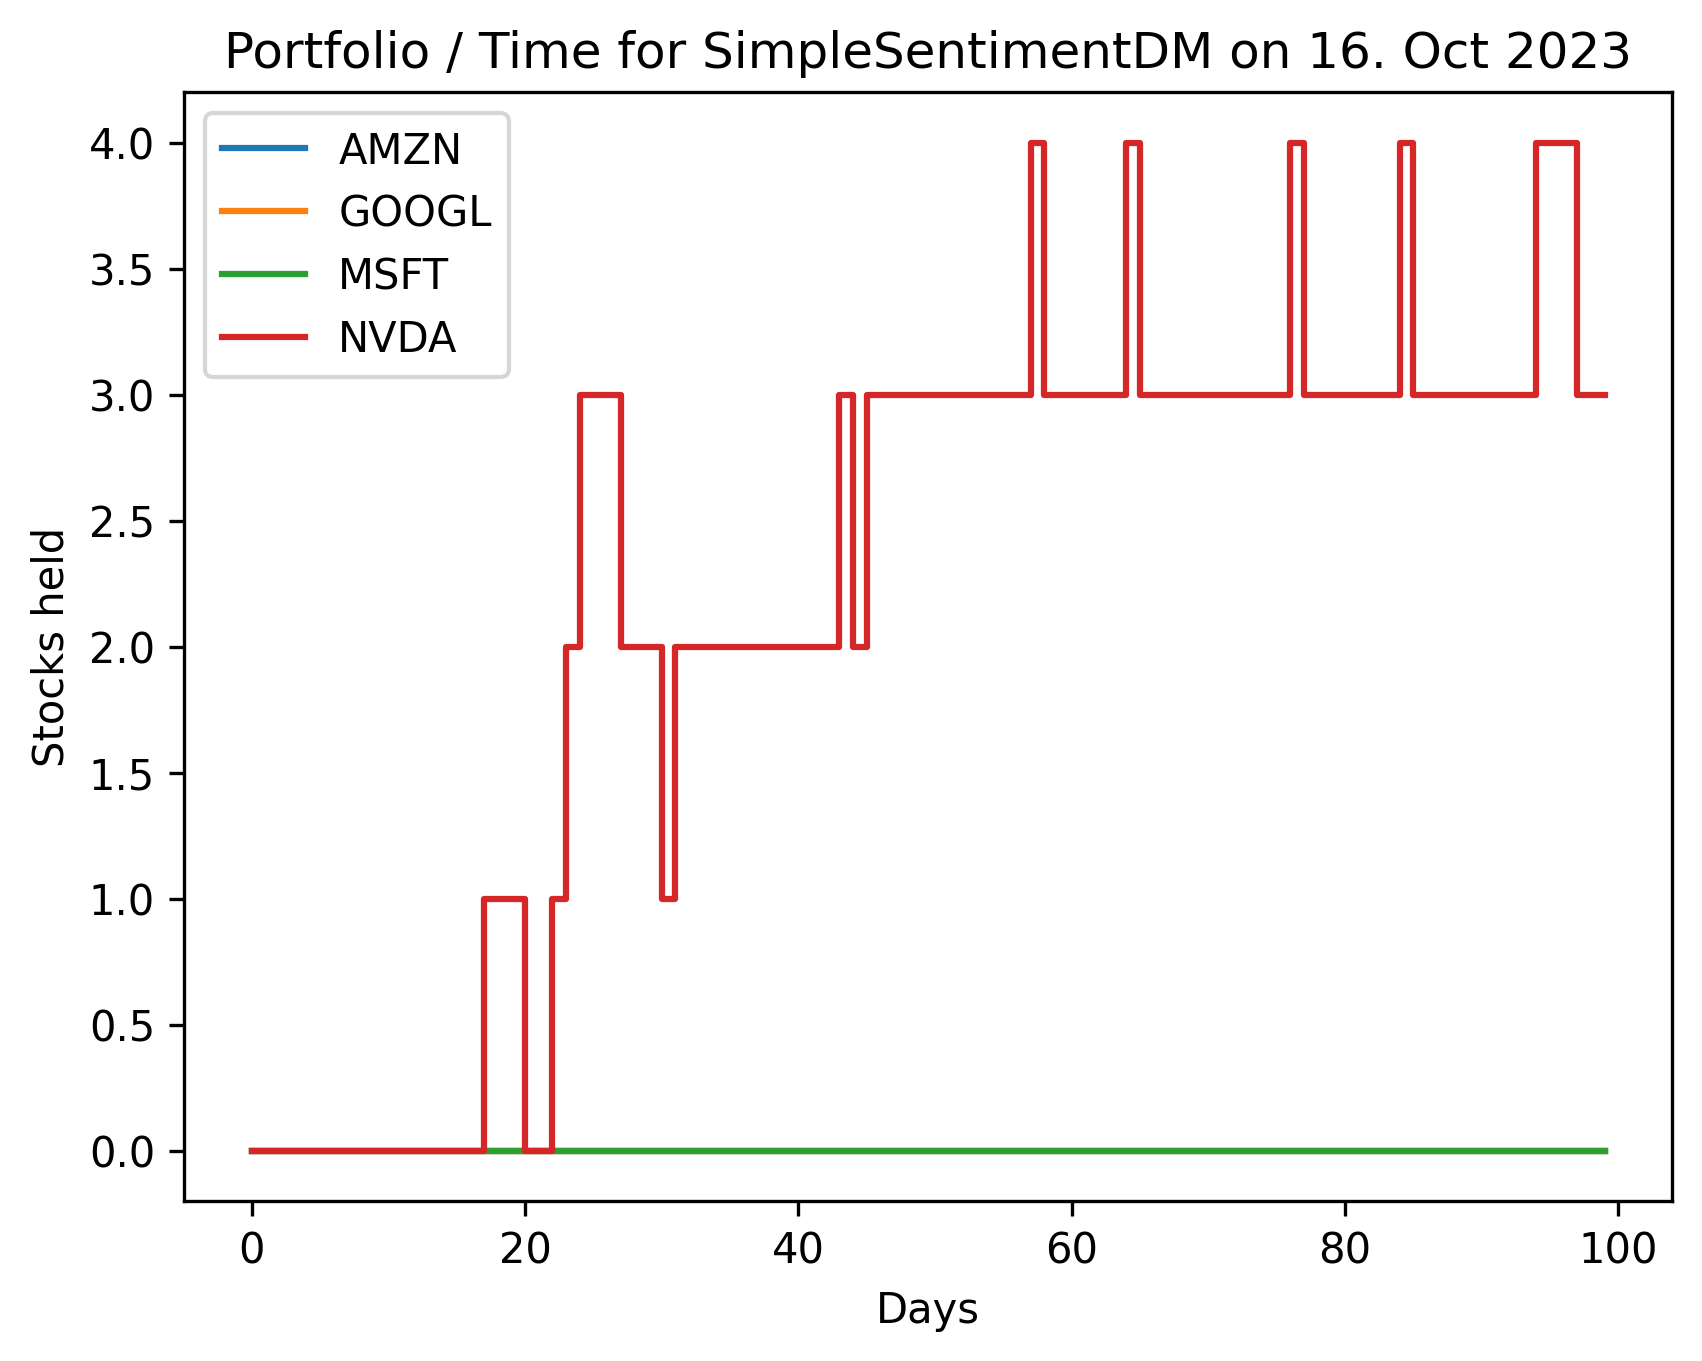 Portfolio / Time for SimpleSentimentDM on 16. Oct 2023
AMZN
GOOGL
MSFT
NVDA
4.0
3.5
3.0
2.5
2.0
1.5
1.0
0.5
0.0
Stocks held
0 20 40 60 80 100
Days